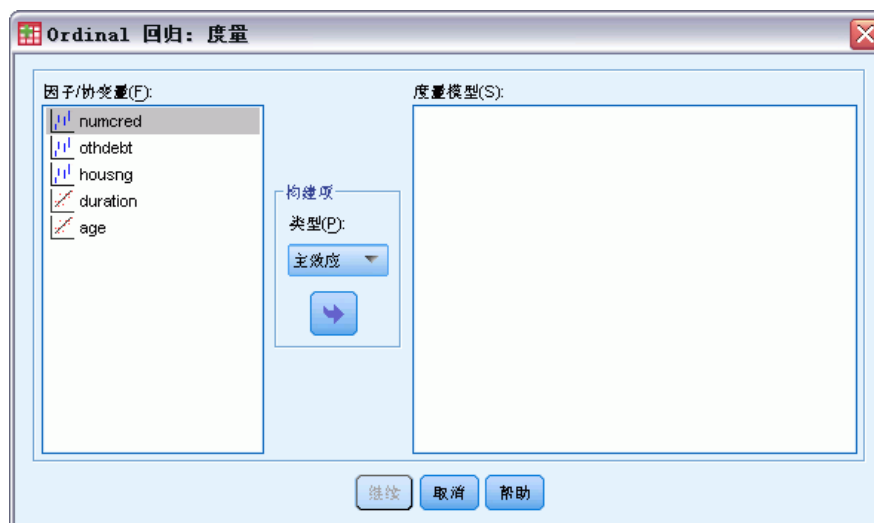 Ordinal 回归: 度量
因子/协变量(F):
numcred
othdebt
housng
duration
age
构建项
类型(P):
主效应
度量模型(S):
继续
取消
帮助